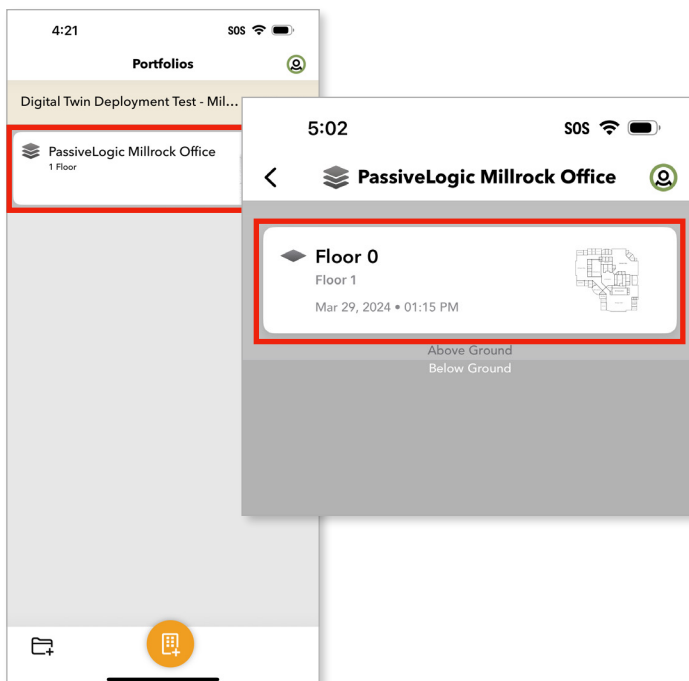 4:21
SOS
Portfolios
Digital Twin Deployment Test - Mil...
PassiveLogic Millrock Office
1 Floor
5:02
SOS
PassiveLogic Millrock Office
Floor 0
Floor 1
Mar 29, 2024 • 01:15 PM
Above Ground
Below Ground